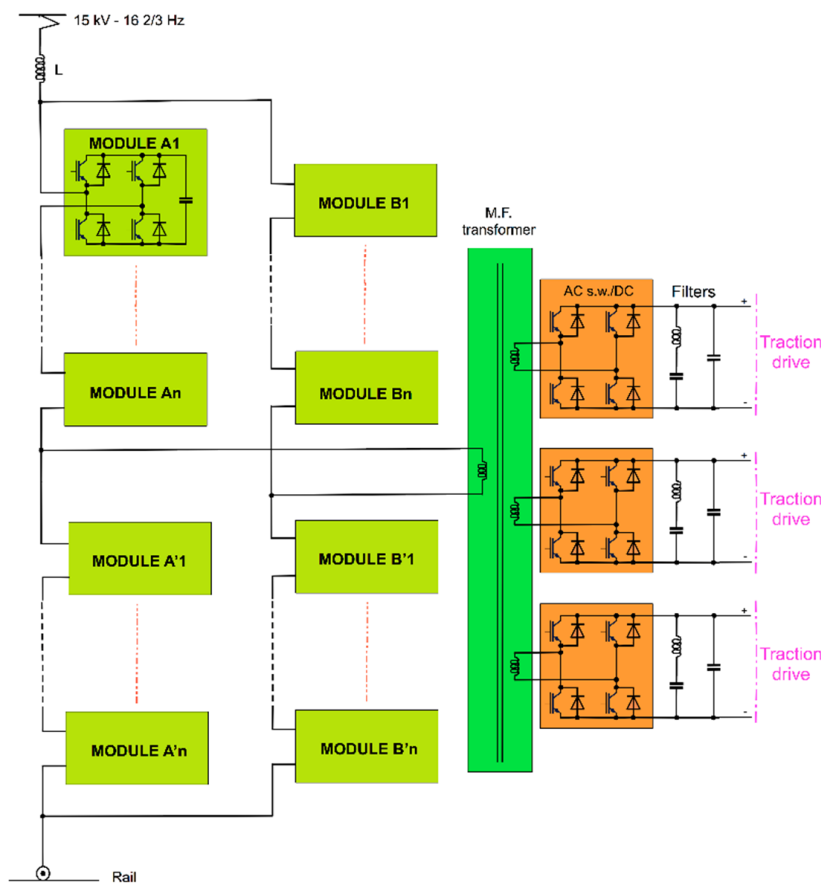 15 kV - 16 2/3 Hz
L
MODULE A1
MODULE B1
M.F.
transformer
AC s.w./DC
Filters
+
Traction
drive
-
MODULE An
MODULE Bn
+
Traction
drive
-
MODULE A'1
MODULE B'1
+
Traction
drive
-
MODULE A'n
MODULE B'n
Rail